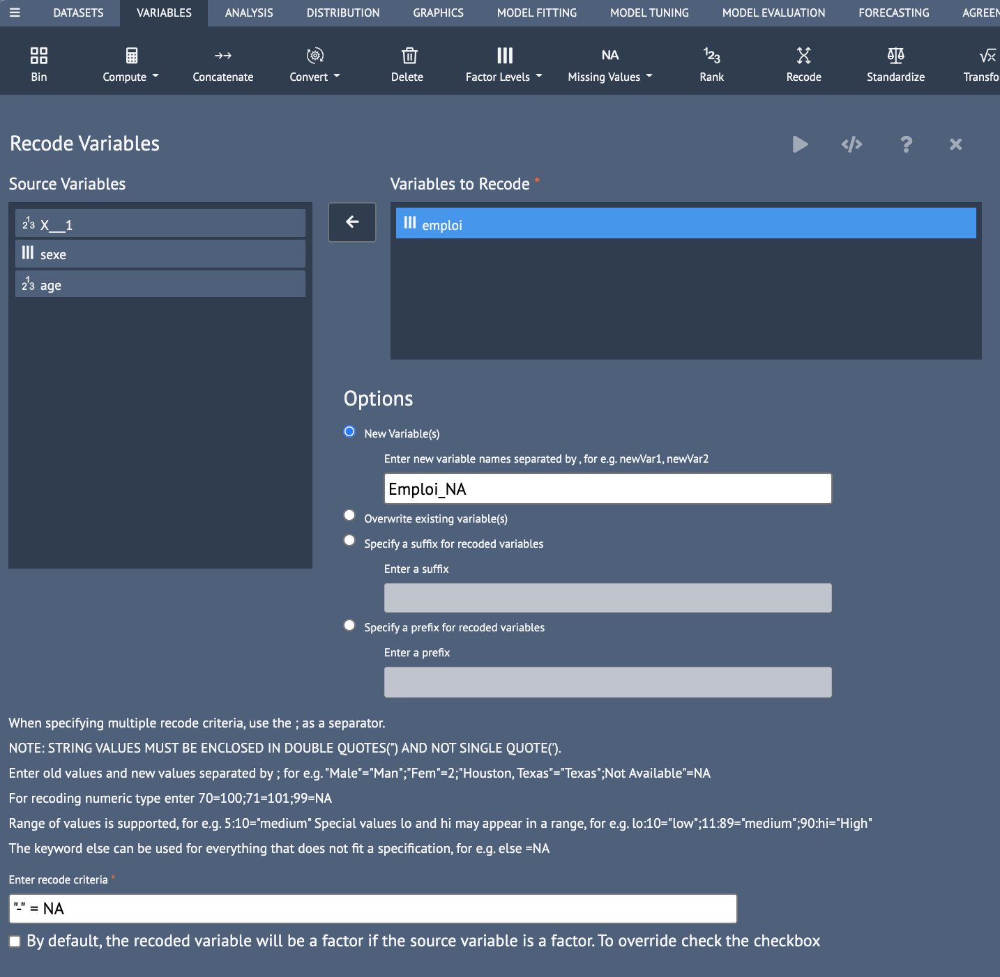 DATASETS VARIABLES ANALYSIS DISTRIBUTION GRAPHICS MODEL FITTING MODEL TUNING MODEL EVALUATION FORECASTING AGREEM
NA 123
Bin Compute Concatenate Convert Delete Factor Levels Missing Values Rank Recode Standardize Transfo
Recode Variables
Source Variables
Variables to Recode *
123 X___1
sexe
123 age
emploi
Options
New Variable(s)
Enter new variable names separated by , for e.g. newVar1, newVar2
Emploi_NA
Overwrite existing variable(s)
Specify a suffix for recoded variables
Enter a suffix
Specify a prefix for recoded variables
Enter a prefix
When specifying multiple recode criteria, use the ; as a separator.
NOTE: STRING VALUES MUST BE ENCLOSED IN DOUBLE QUOTES(") AND NOT SINGLE QUOTE(').
Enter old values and new values separated by ; for e.g. "Male"="Man";"Fem"=2;"Houston, Texas"="Texas";Not Available"=NA
For recoding numeric type enter 70=100;71=101;99=NA
Range of values is supported, for e.g. 5:10="medium" Special values lo and hi may appear in a range, for e.g. lo:10="low";11:89="medium";90:hi="High"
The keyword else can be used for everything that does not fit a specification, for e.g. else =NA
Enter recode criteria *
"-" = NA
By default, the recoded variable will be a factor if the source variable is a factor. To override check the checkbox